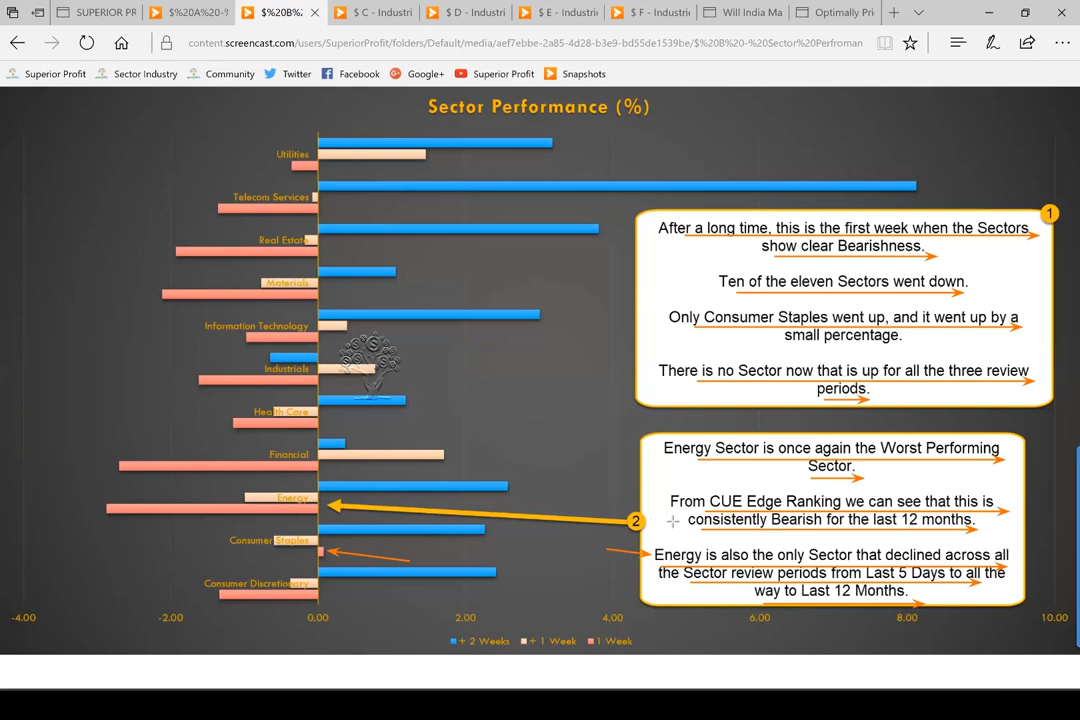 SUPERIOR PR
$%20A%20-9
$%20B%2
$ C - Industri
$ D - Industri
$ E - Industrie
$ F - Industri
Will India Ma
Optimally Pri
content.screencast.com/users/SuperiorProfit/folders/Default/media/aef7ebbe-2a85-4d28-b3e9-bd55de1539be/$%20B%20-%20Sector%20Perfroman
Superior Profit
Sector Industry
Community
Twitter
Facebook
Google+
Superior Profit
Snapshots
Sector Performance (%)
Utilities
Telecom Services
Real Estate
Materials
Information Technology
Industrials
Health Care
Financial
Energy
Consumer Staples
Consumer Discretionary
1
After a long time, this is the first week when the Sectors
show clear Bearishness.
Ten of the eleven Sectors went down.
Only Consumer Staples went up, and it went up by a
small percentage.
There is no Sector now that is up for all the three review
periods.
2
Energy Sector is once again the Worst Performing
Sector.
From CUE Edge Ranking we can see that this is
consistently Bearish for the last 12 months.
Energy is also the only Sector that declined across all
the Sector review periods from Last 5 Days to all the
way to Last 12 Months.
-4.00 -2.00 0.00 2.00 4.00 6.00 8.00 10.00
+ 2 Weeks + 1 Week 1 Week